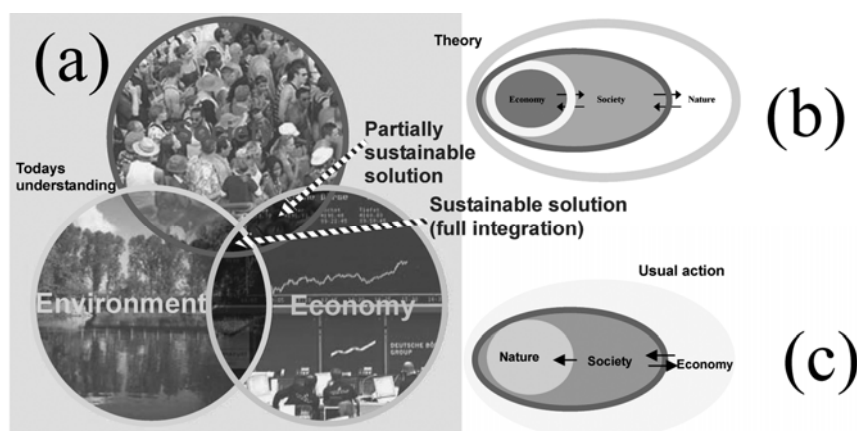 (a)
Todays
understanding
Partially
sustainable
solution
Sustainable solution
(full integration)
Environment
Economy
DEUTSCHE BÖ
GROUP
Theory
Economy
Society
Nature
(b)
Usual action
Nature
Society
Economy
(c)